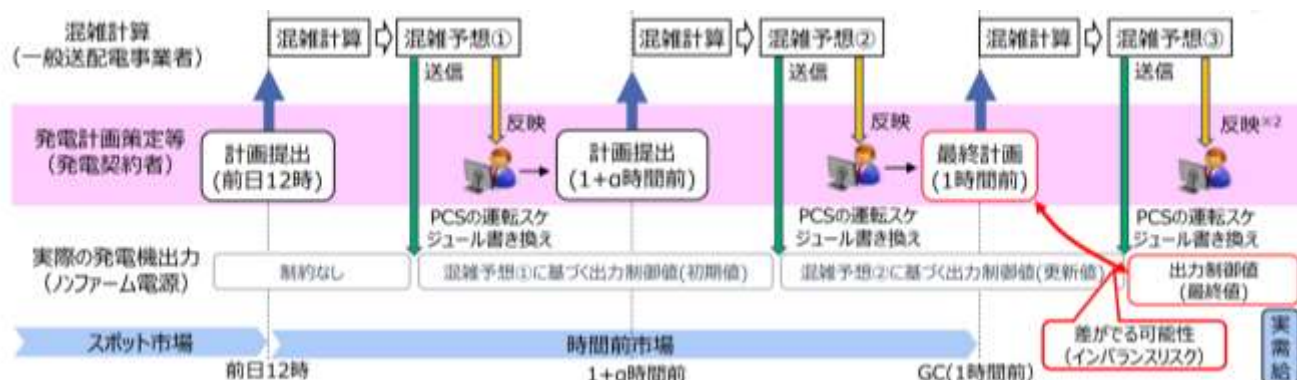 混雑計算
(一般送配電事業者)
混雑計算
混雑予想①
混雑計算
混雑予想②
混雑計算
混雑予想③
送信
送信
送信
発電計画策定等
(発電契約者)
計画提出
(前日12時)
反映
計画提出
(1+α時間前)
反映
最終計画
(1時間前)
反映※2
PCSの運転スケ
ジュール書き換え
PCSの運転スケ
ジュール書き換え
PCSの運転スケ
ジュール書き換え
実際の発電機出力
(ノンファーム電源)
制約なし
混雑予想①に基づく出力制御値(初期値)
混雑予想②に基づく出力制御値(更新値)
出力制御値
(最終値)
スポット市場
時間前市場
差がでる可能性
(インバランスリスク)
実
需
給
前日12時
1+α時間前
GC(1時間前)